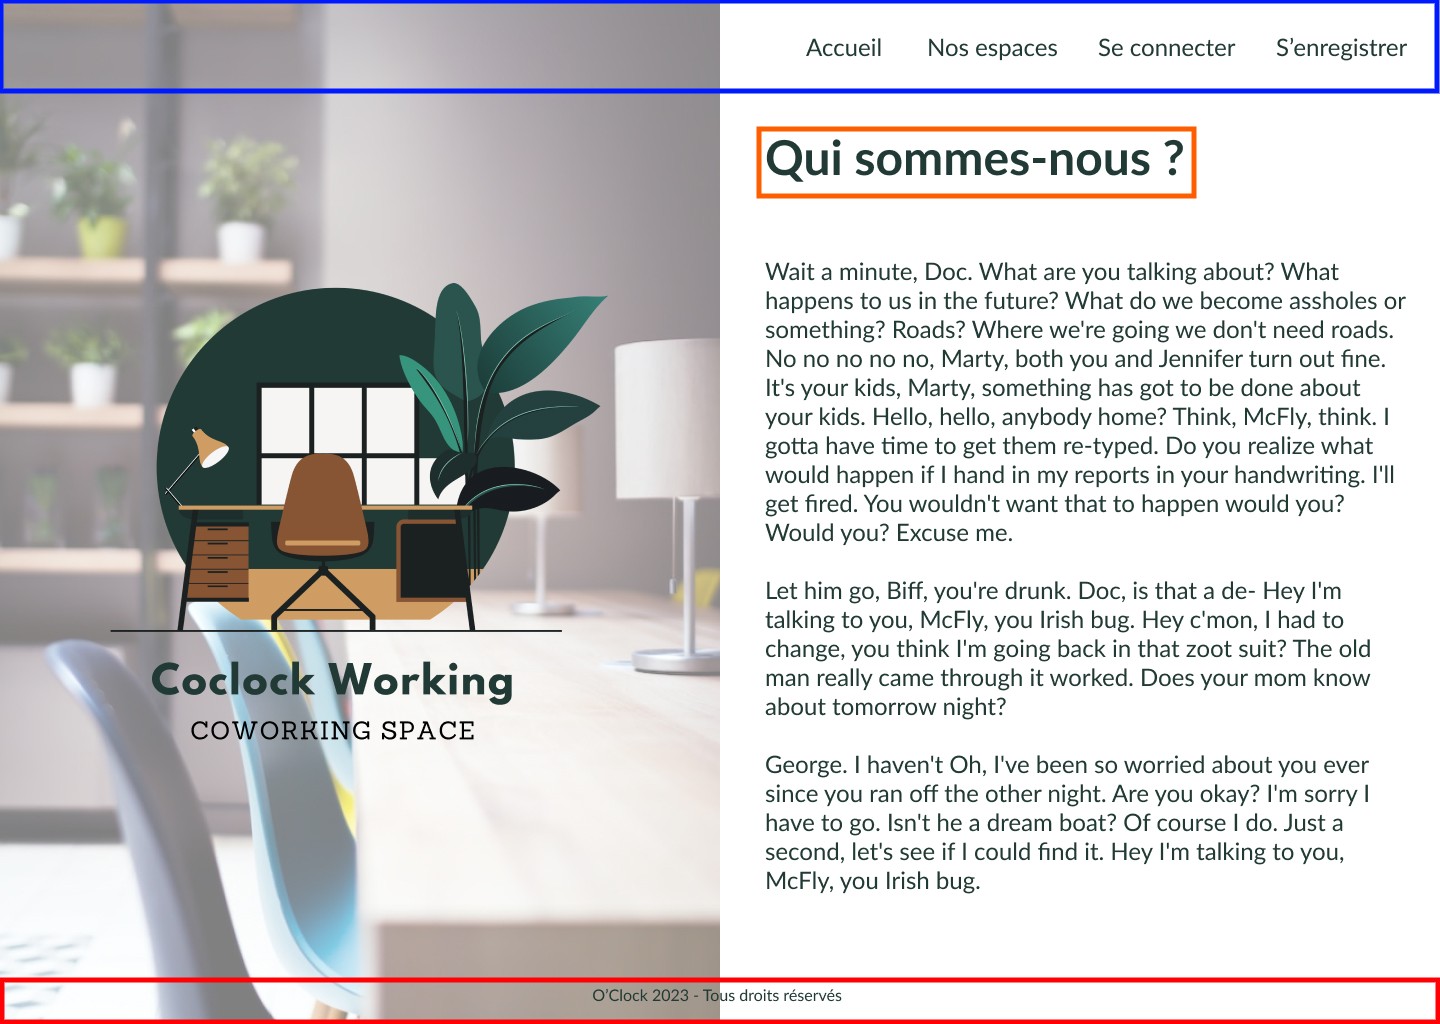 Accueil Nos espaces Se connecter S’enregistrer
Qui sommes-nous ?
Wait a minute, Doc. What are you talking about? What
happens to us in the future? What do we become assholes or
something? Roads? Where we're going we don't need roads.
No no no no no, Marty, both you and Jennifer turn out fine.
It's your kids, Marty, something has got to be done about
your kids. Hello, hello, anybody home? Think, McFly, think. I
gotta have time to get them re-typed. Do you realize what
would happen if I hand in my reports in your handwriting. I'll
get fired. You wouldn't want that to happen would you?
Would you? Excuse me.
Let him go, Biff, you're drunk. Doc, is that a de- Hey I'm
talking to you, McFly, you Irish bug. Hey c'mon, I had to
change, you think I'm going back in that zoot suit? The old
man really came through it worked. Does your mom know
about tomorrow night?
George. I haven't Oh, I've been so worried about you ever
since you ran off the other night. Are you okay? I'm sorry I
have to go. Isn't he a dream boat? Of course I do. Just a
second, let's see if I could find it. Hey I'm talking to you,
McFly, you Irish bug.
Coclock Working
COWORKING SPACE
O’Clock 2023 - Tous droits réservés